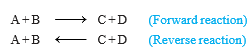 A + B ⟶ C + D (Forward reaction)
A + B ⟵ C + D (Reverse reaction)